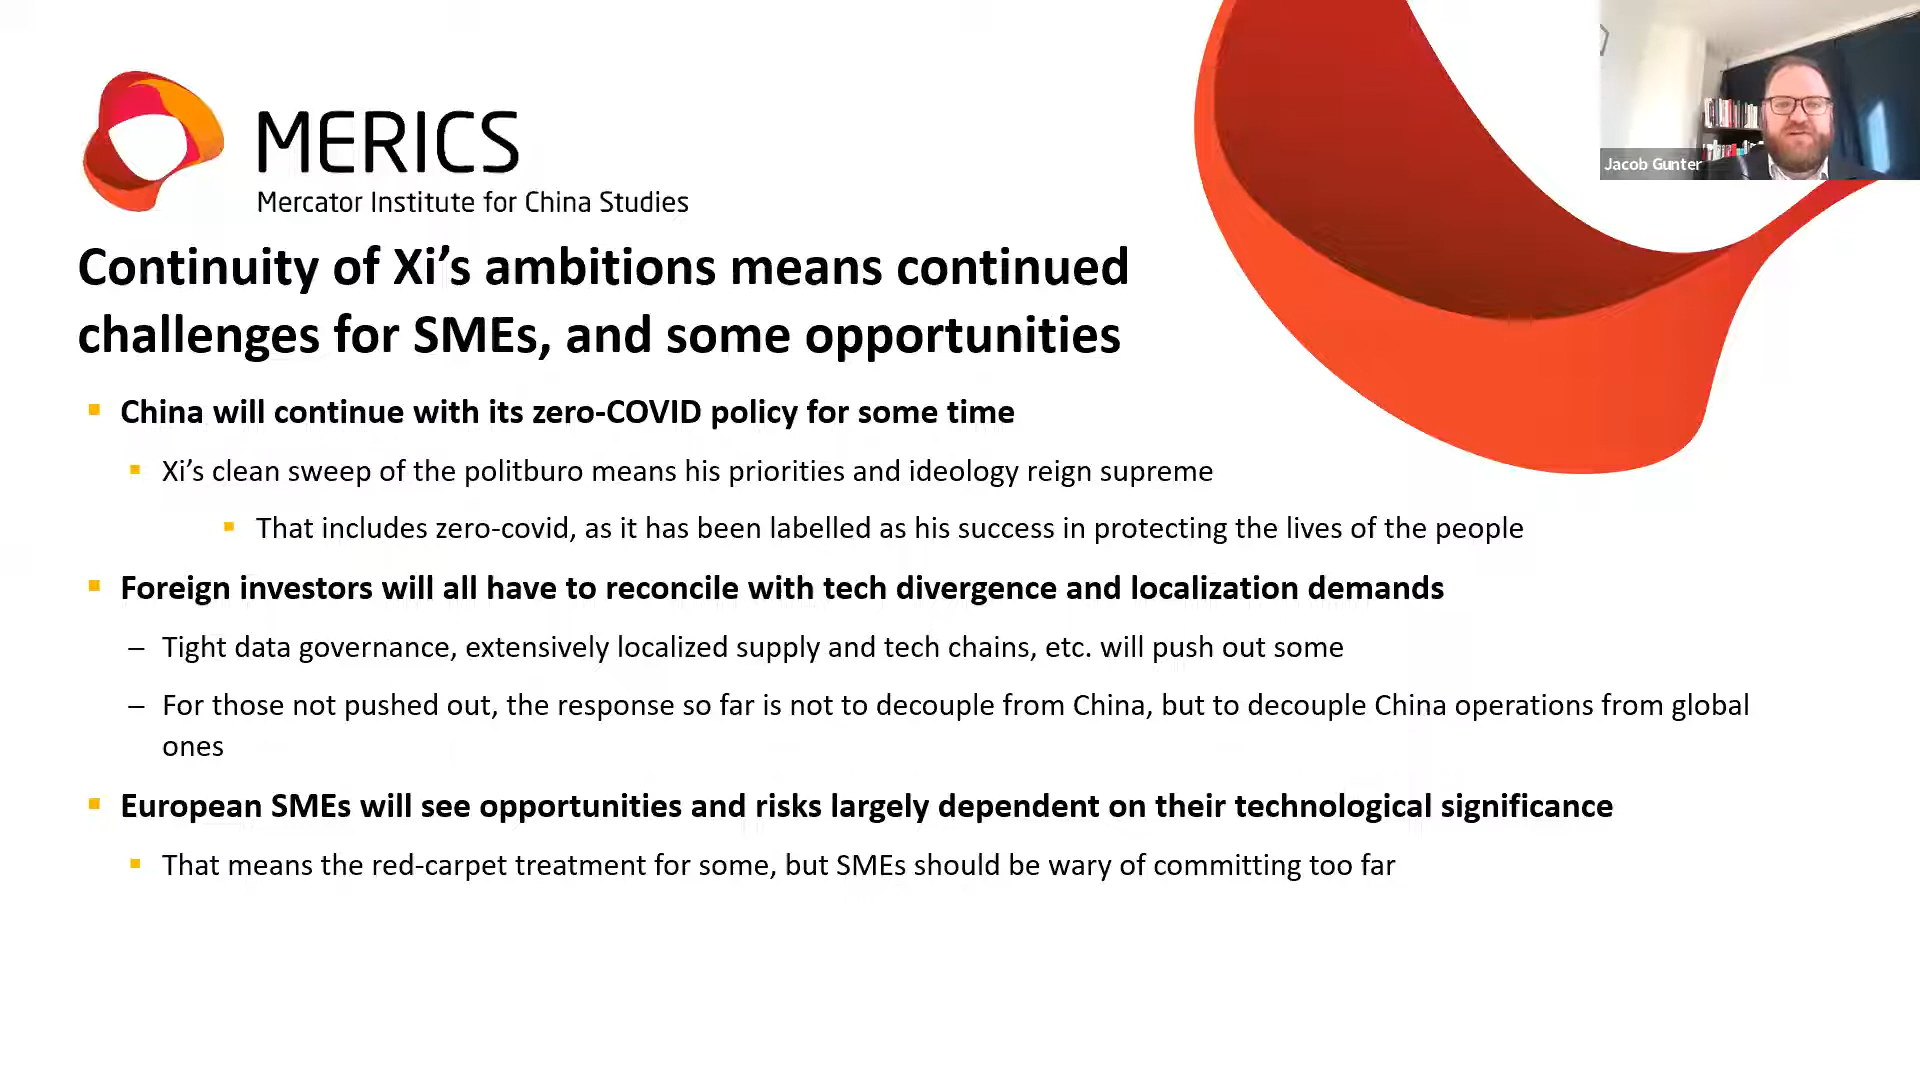 MERICS
Mercator Institute for China Studies
Jacob Gunter
Continuity of Xi’s ambitions means continued
challenges for SMEs, and some opportunities
China will continue with its zero-COVID policy for some time
Xi’s clean sweep of the politburo means his priorities and ideology reign supreme
That includes zero-covid, as it has been labelled as his success in protecting the lives of the people
Foreign investors will all have to reconcile with tech divergence and localization demands
– Tight data governance, extensively localized supply and tech chains, etc. will push out some
– For those not pushed out, the response so far is not to decouple from China, but to decouple China operations from global
ones
European SMEs will see opportunities and risks largely dependent on their technological significance
That means the red-carpet treatment for some, but SMEs should be wary of committing too far